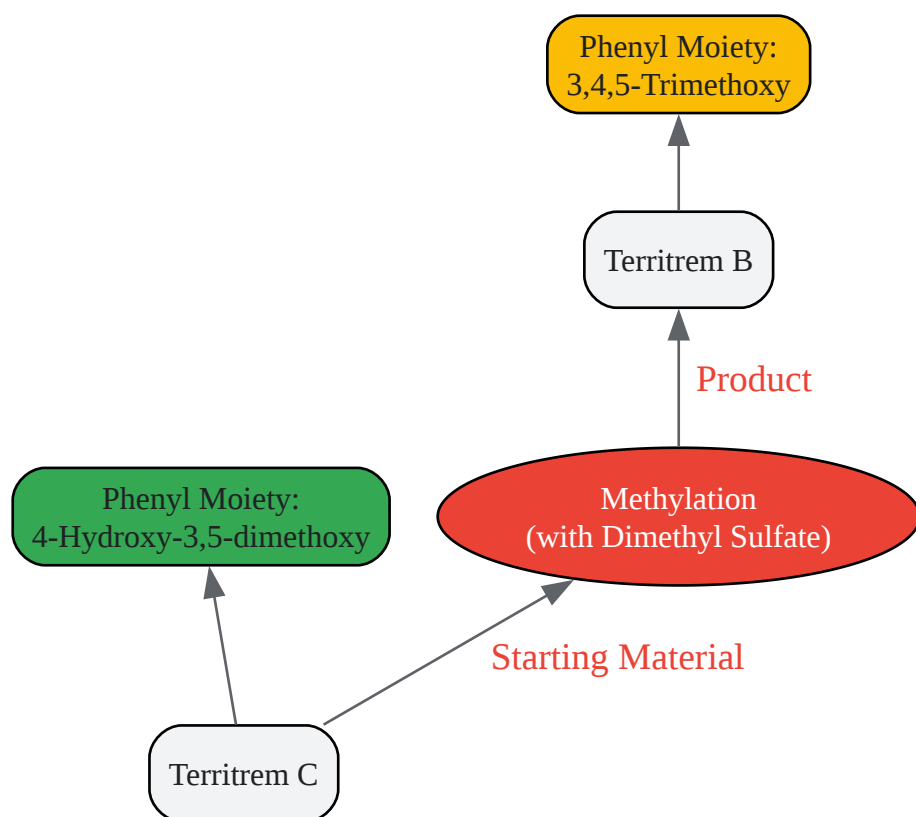 Phenyl Moiety:
3,4,5-Trimethoxy
Territrem B
Product
Phenyl Moiety:
4-Hydroxy-3,5-dimethoxy
Methylation
(with Dimethyl Sulfate)
Starting Material
Territrem C